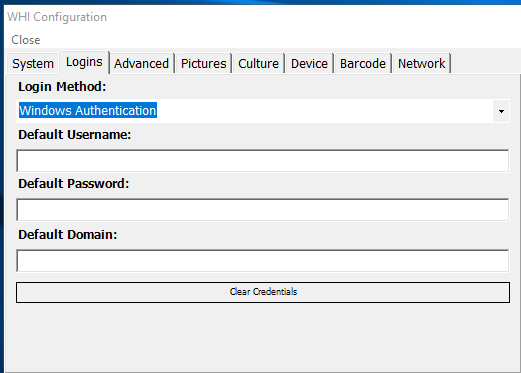 WHI Configuration
Close
System Logins Advanced Pictures Culture Device Barcode Network
Login Method:
Windows Authentication
Default Username:
Default Password:
Default Domain:
Clear Credentials